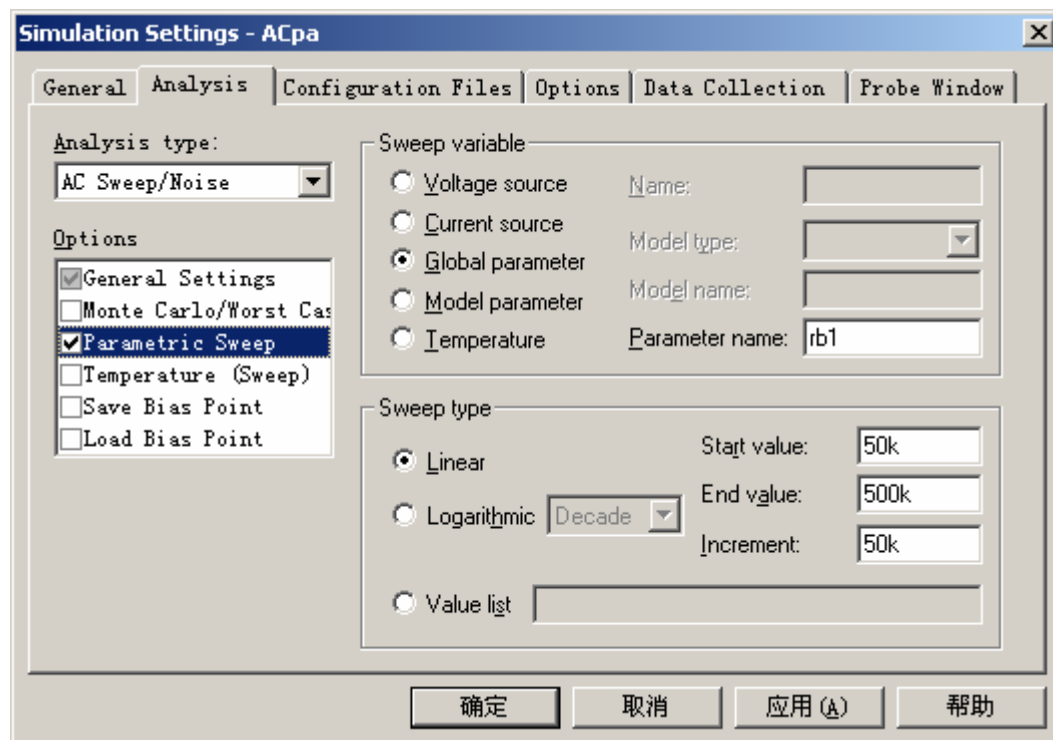 Simulation Settings - ACpa
General Analysis Configuration Files Options Data Collection Probe Window
Analysis type:
AC Sweep/Noise
Options
General Settings
Monte Carlo/Worst Cas
Parametric Sweep
Temperature (Sweep)
Save Bias Point
Load Bias Point
Sweep variable
Voltage source
Current source
Global parameter
Model parameter
Temperature
Name:
Model type:
Model name:
Parameter name: rb1
Sweep type
Linear
Logarithmic Decade
Value list
Start value: 50k
End value: 500k
Increment: 50k
确定 取消 应用(A) 帮助